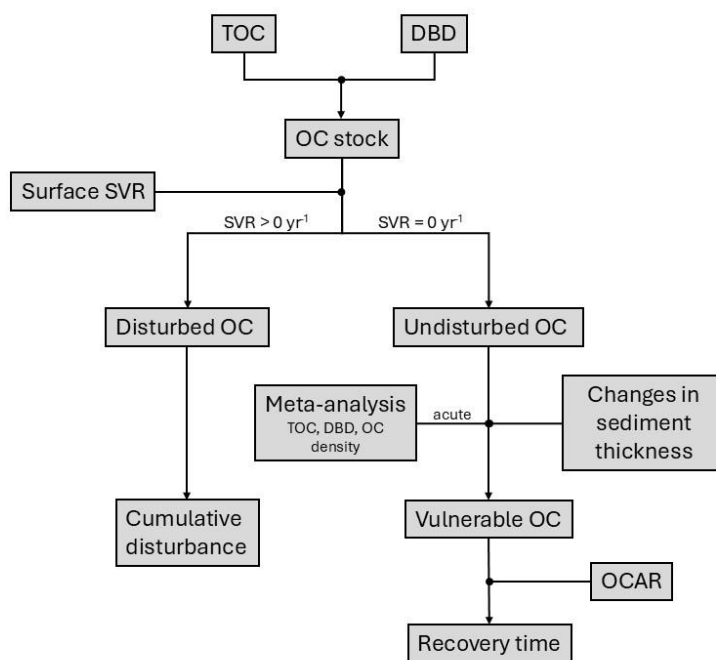 TOC
DBD
OC stock
Surface SVR
SVR > 0 yr⁻¹
SVR = 0 yr⁻¹
Disturbed OC
Undisturbed OC
Meta-analysis
TOC, DBD, OC
density
acute
Changes in
sediment
thickness
Cumulative
disturbance
Vulnerable OC
OCAR
Recovery time